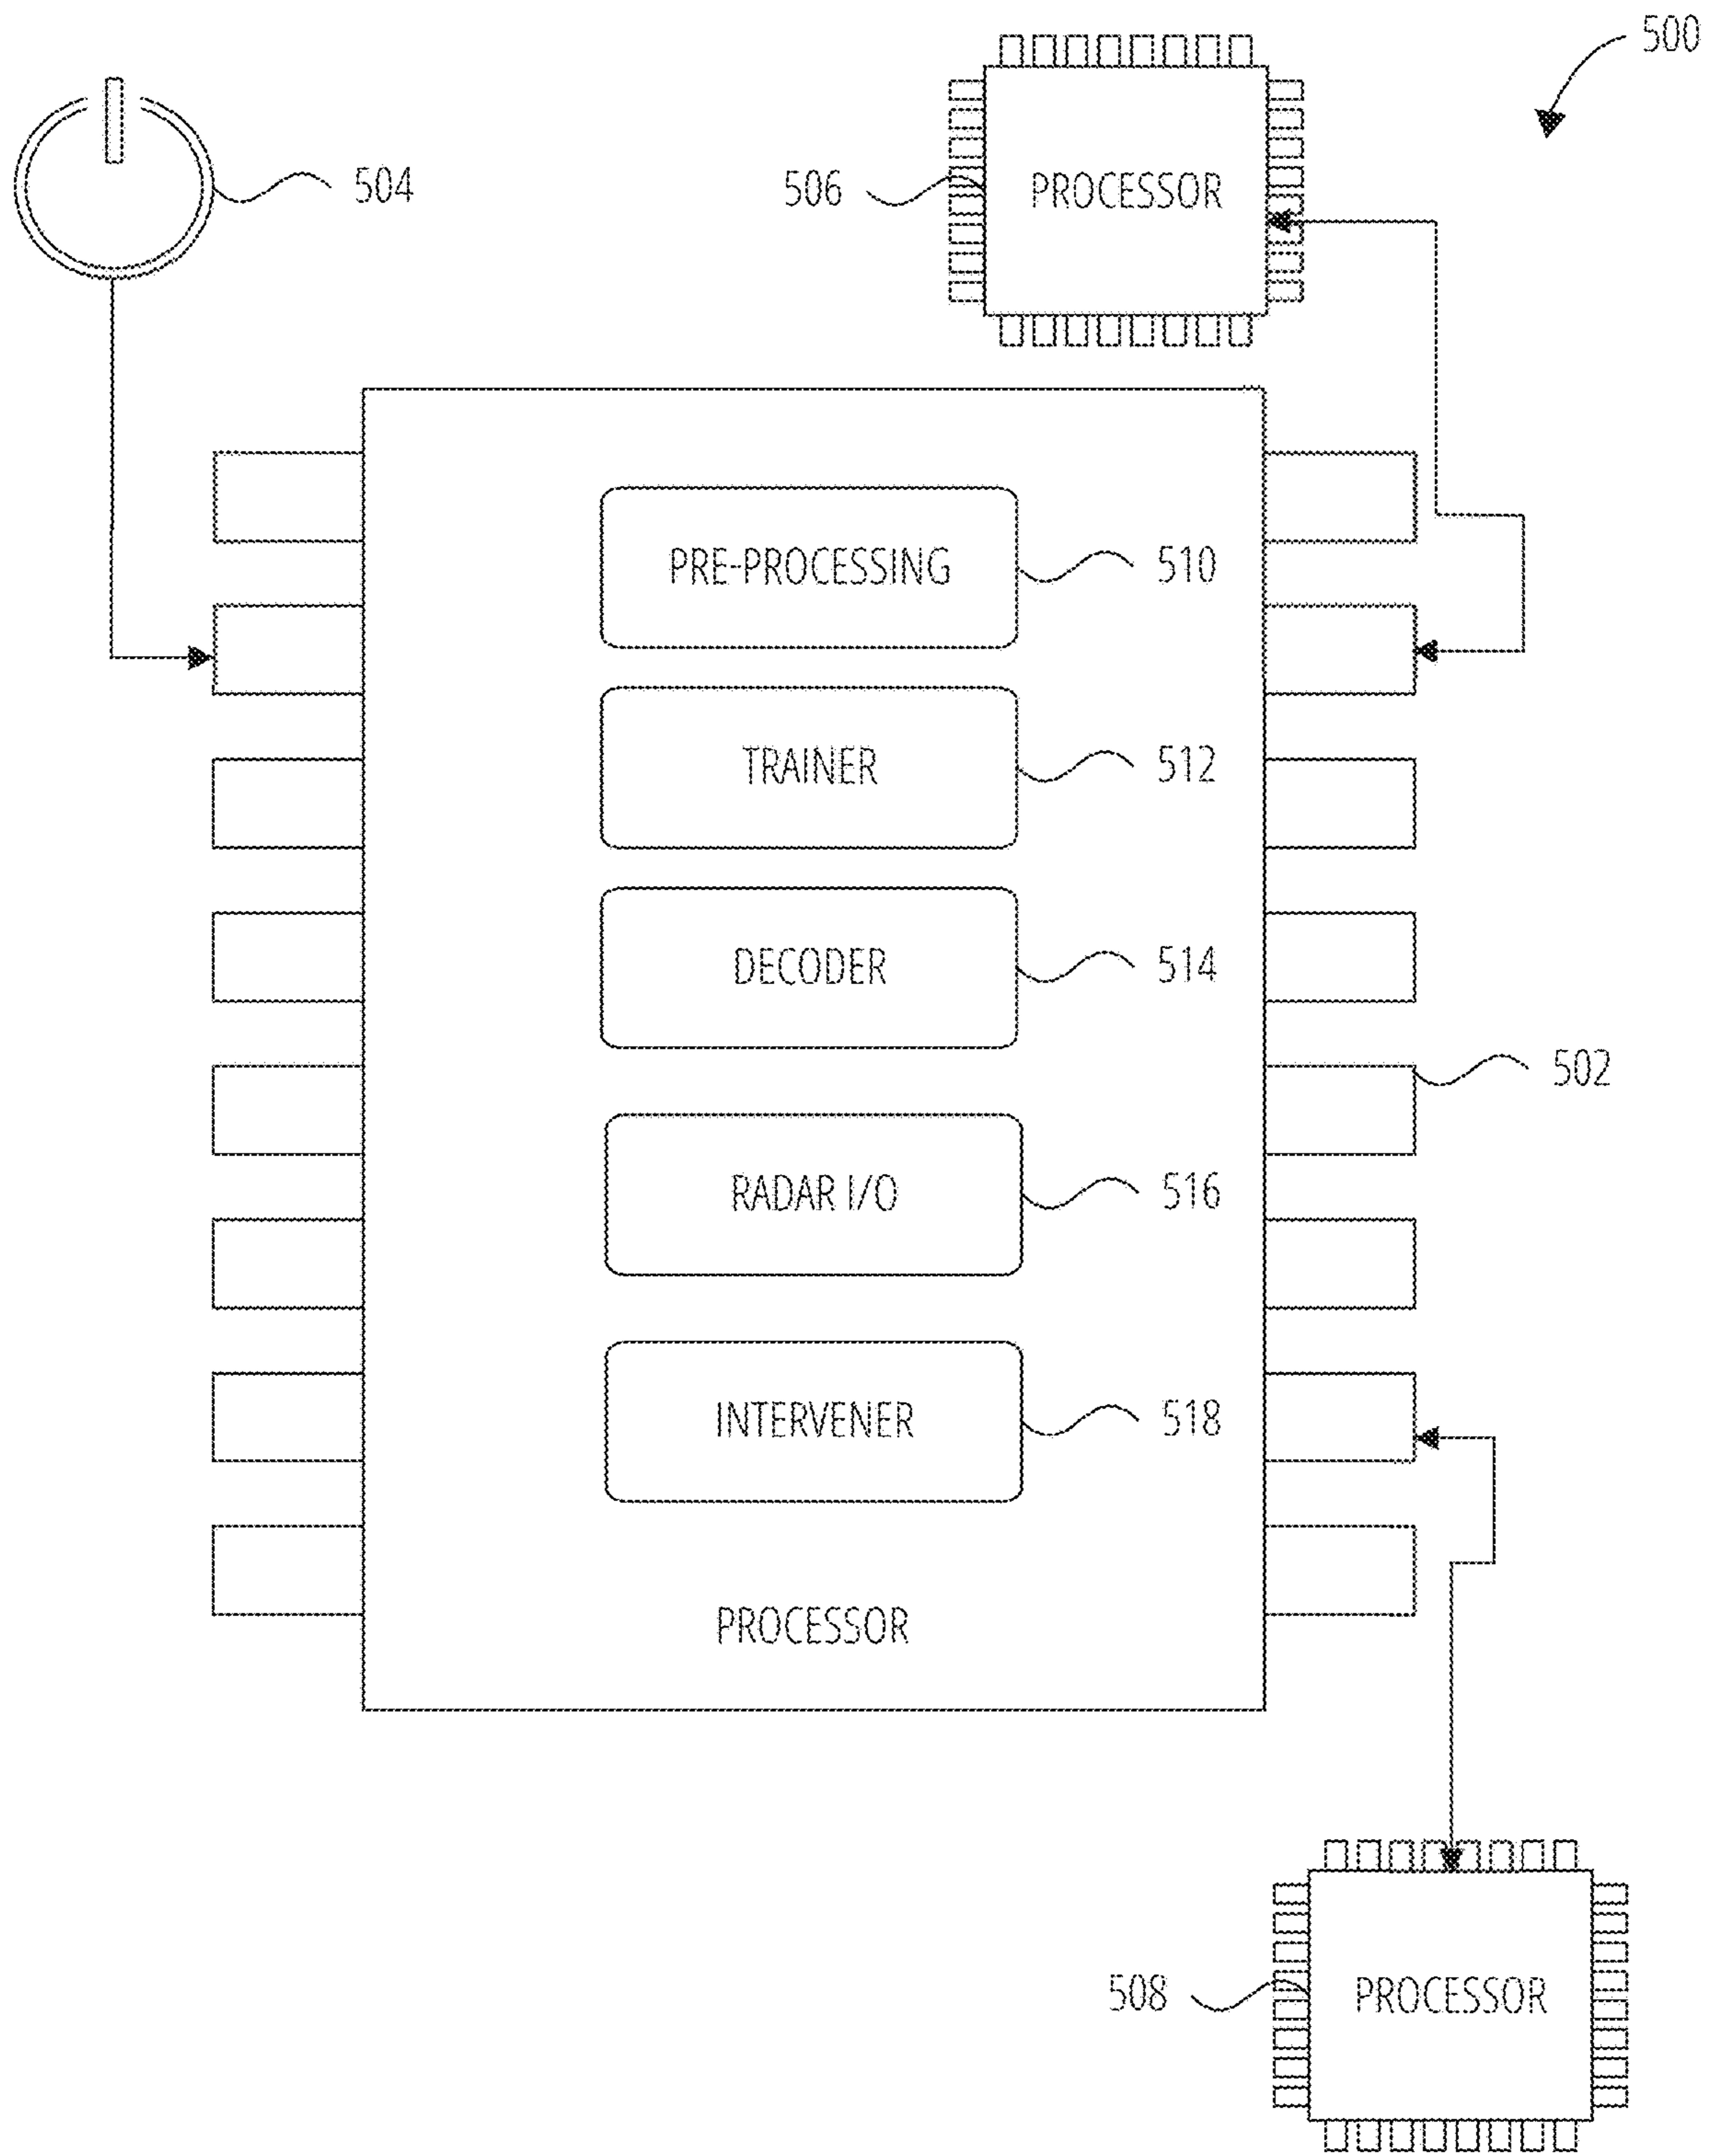 500
504
506 PROCESSOR
PRE-PROCESSING 510
TRAINER 512
DECODER 514
502
RADAR I/O 516
INTERVENER 518
PROCESSOR
508 PROCESSOR